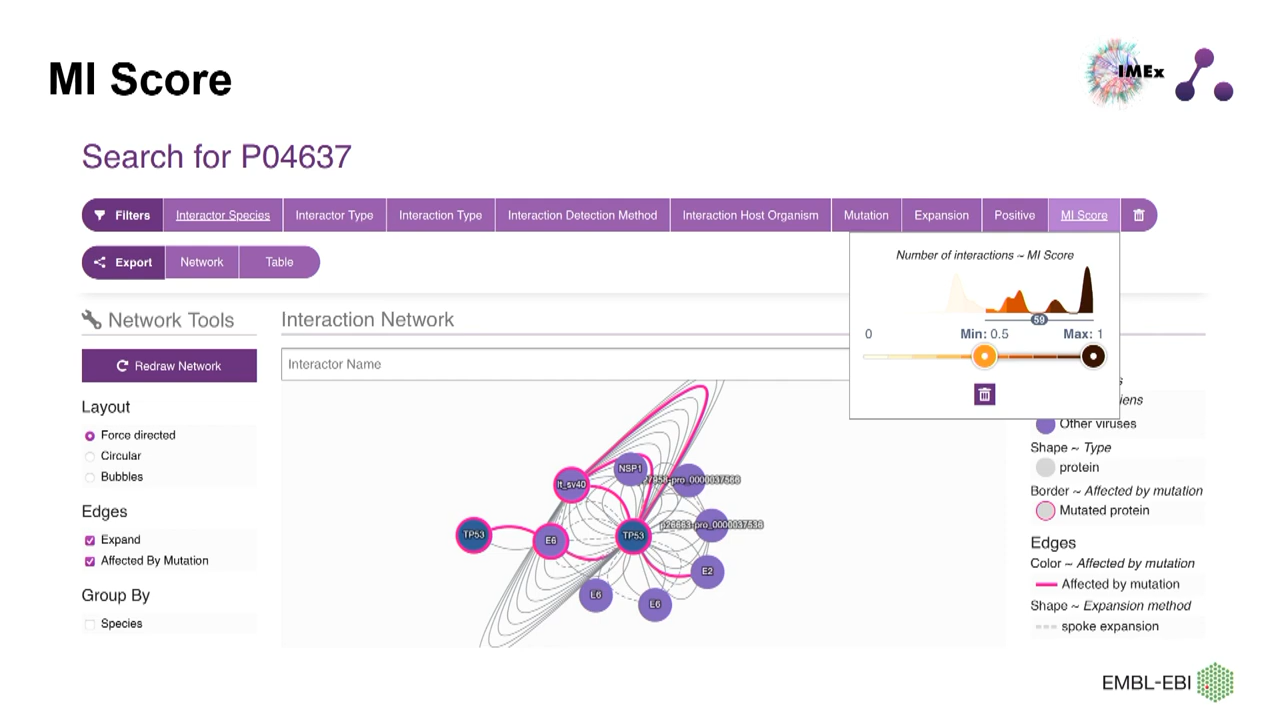 MI Score
IMEx
Search for P04637
Filters Interactor Species Interactor Type Interaction Type Interaction Detection Method Interaction Host Organism Mutation Expansion Positive MI Score
Export Network Table
Number of interactions ~ MI Score
59
0 Min: 0.5 Max: 1
Network Tools
Interaction Network
Redraw Network
Interactor Name
Layout
Force directed
Circular
Bubbles
Edges
Expand
Affected By Mutation
Group By
Species
NSP1
lt_sv40
TP53
E6
TP53
E2
E6
E6
Other viruses
Shape ~ Type
protein
Border ~ Affected by mutation
Mutated protein
Edges
Color ~ Affected by mutation
Affected by mutation
Shape ~ Expansion method
spoke expansion
EMBL-EBI